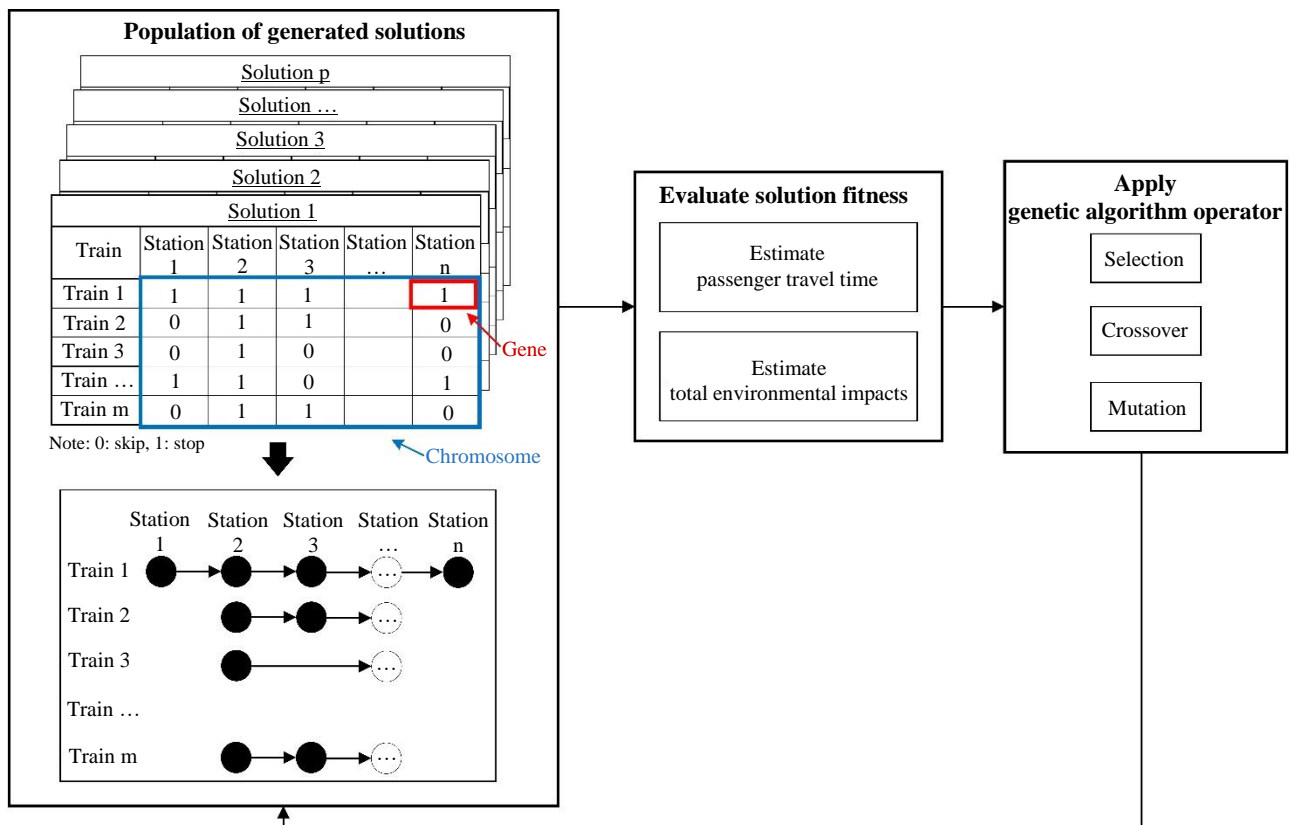 Population of generated solutions
Solution p
Solution …
Solution 3
Solution 2
Solution 1
Train Station 1 Station 2 Station 3 Station … Station n
Train 1 1 1 1 1
Train 2 0 1 1 0
Train 3 0 1 0 0
Train … 1 1 0 1
Train m 0 1 1 0
Gene
Note: 0: skip, 1: stop
Chromosome
Station 1 Station 2 Station 3 Station … Station n
Train 1 …
Train 2 …
Train 3 …
Train …
Train m …
Evaluate solution fitness
Estimate
passenger travel time
Estimate
total environmental impacts
Apply
genetic algorithm operator
Selection
Crossover
Mutation